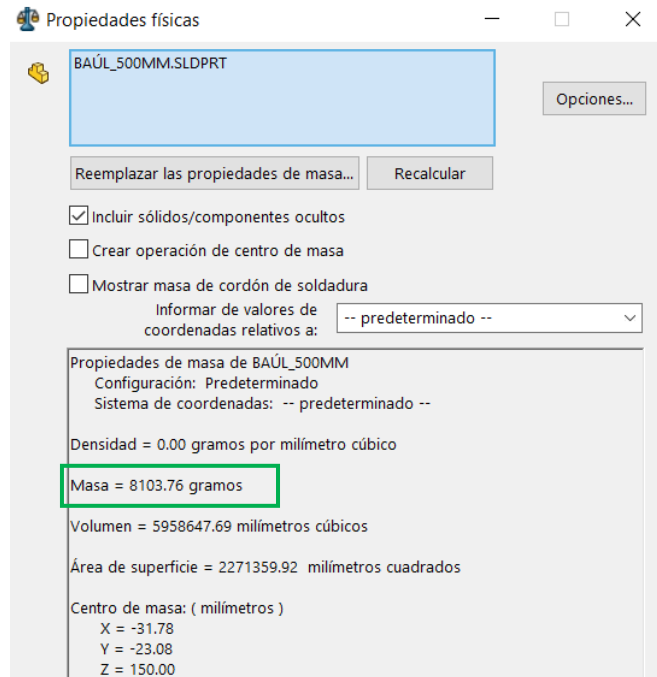 Propiedades físicas
BAÚL_500MM.SLDPRT
Opciones...
Reemplazar las propiedades de masa...
Recalcular
Incluir sólidos/componentes ocultos
Crear operación de centro de masa
Mostrar masa de cordón de soldadura
Informar de valores de
coordenadas relativos a:
-- predeterminado --
Propiedades de masa de BAÚL_500MM
Configuración: Predeterminado
Sistema de coordenadas: -- predeterminado --
Densidad = 0.00 gramos por milímetro cúbico
Masa = 8103.76 gramos
Volumen = 5958647.69 milímetros cúbicos
Área de superficie = 2271359.92 milímetros cuadrados
Centro de masa: ( milímetros )
X = -31.78
Y = -23.08
Z = 150.00